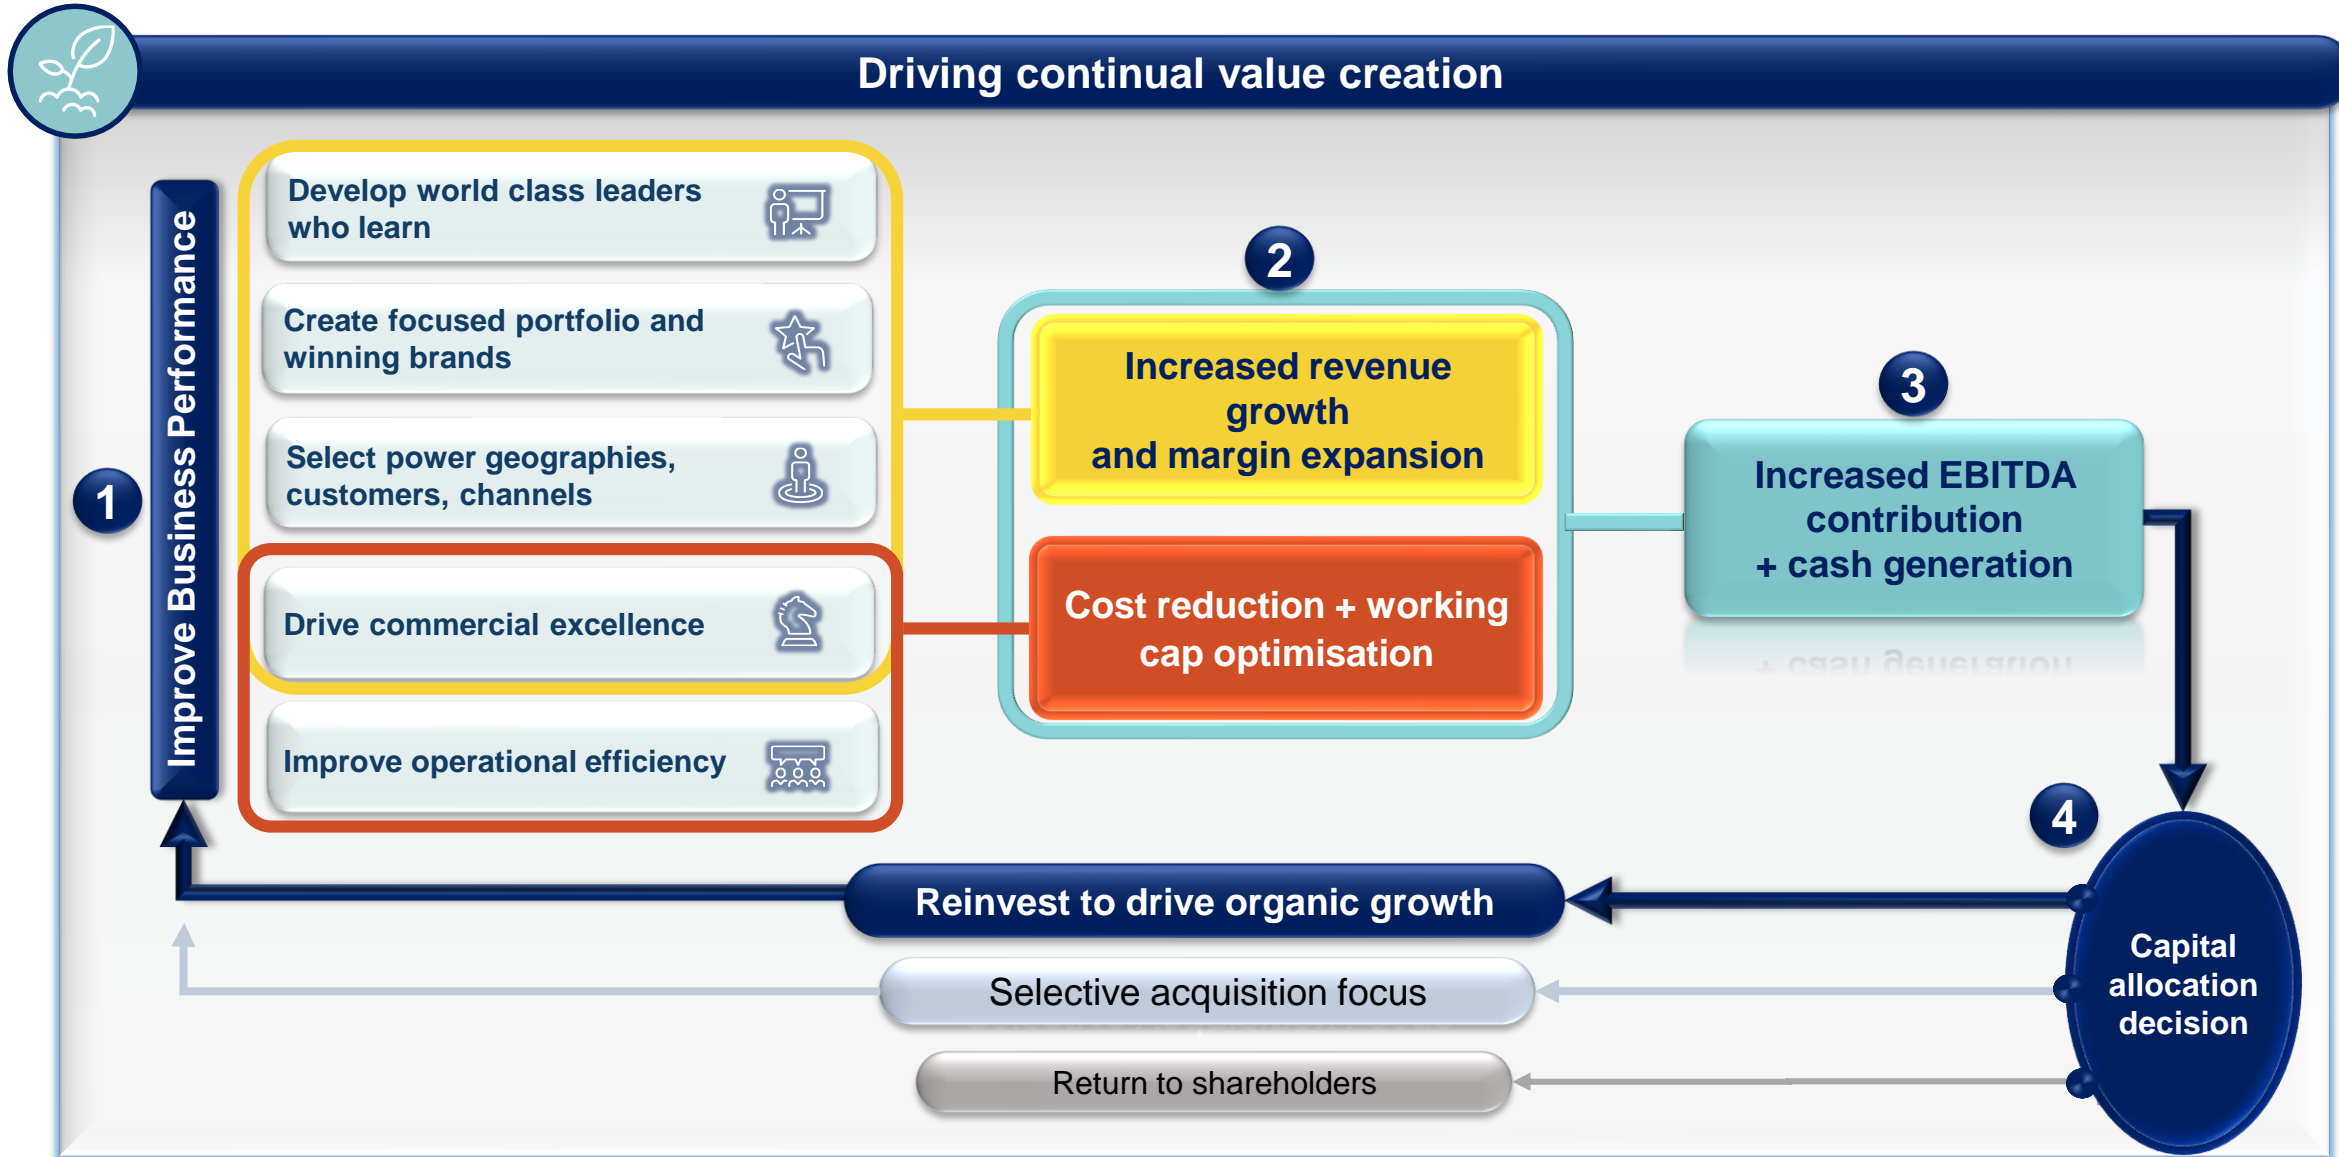 Driving continual value creation
1
Improve Business Performance
Develop world class leaders
who learn
Create focused portfolio and
winning brands
Select power geographies,
customers, channels
Drive commercial excellence
Improve operational efficiency
2
Increased revenue
growth
and margin expansion
Cost reduction + working
cap optimisation
3
Increased EBITDA
contribution
+ cash generation
4
Capital
allocation
decision
Reinvest to drive organic growth
Selective acquisition focus
Return to shareholders